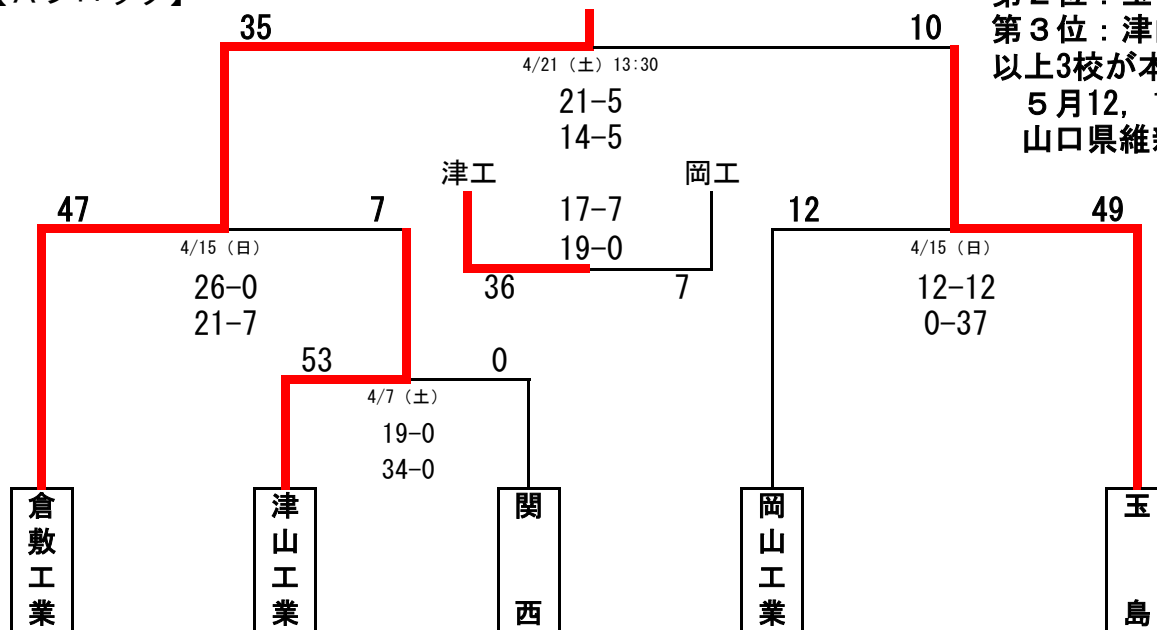 35
10
4/21（土）13:30
21-5
14-5
第３位：津
以上3校が本
５月12,
山口県維
津工
岡工
47
7
17-7
19-0
12
49
4/15（日）
26-0
21-7
36
7
4/15（日）
12-12
0-37
53
0
4/7（土）
19-0
34-0
倉敷工業
津山工業
関西
岡山工業
玉島